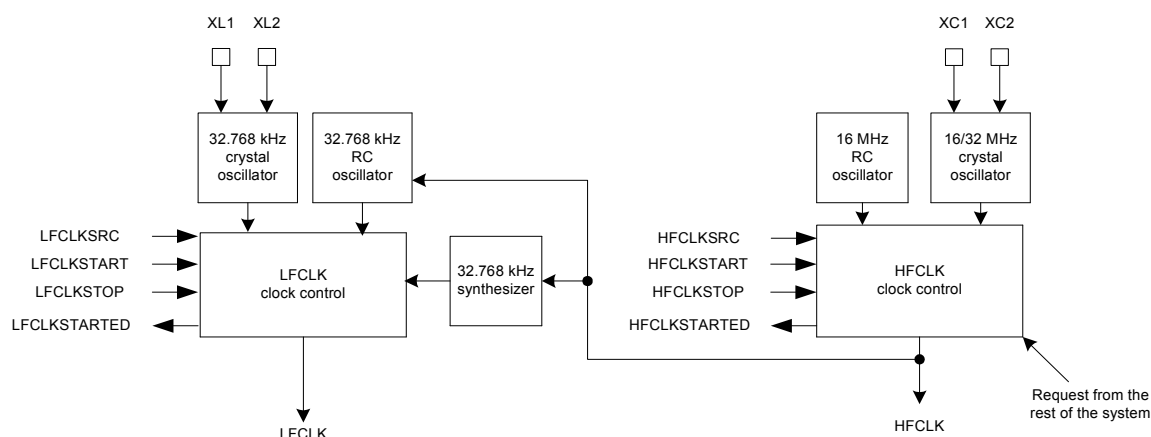 XL1
XL2
XC1
XC2
32.768 kHz
crystal
oscillator
32.768 kHz
RC
oscillator
16 MHz
RC
oscillator
16/32 MHz
crystal
oscillator
LFCLKSRC
LFCLKSTART
LFCLKSTOP
LFCLKSTARTED
LFCLK
clock control
32.768 kHz
synthesizer
HFCLKSRC
HFCLKSTART
HFCLKSTOP
HFCLKSTARTED
HFCLK
clock control
Request from the
rest of the system
LFCLK
HFCLK